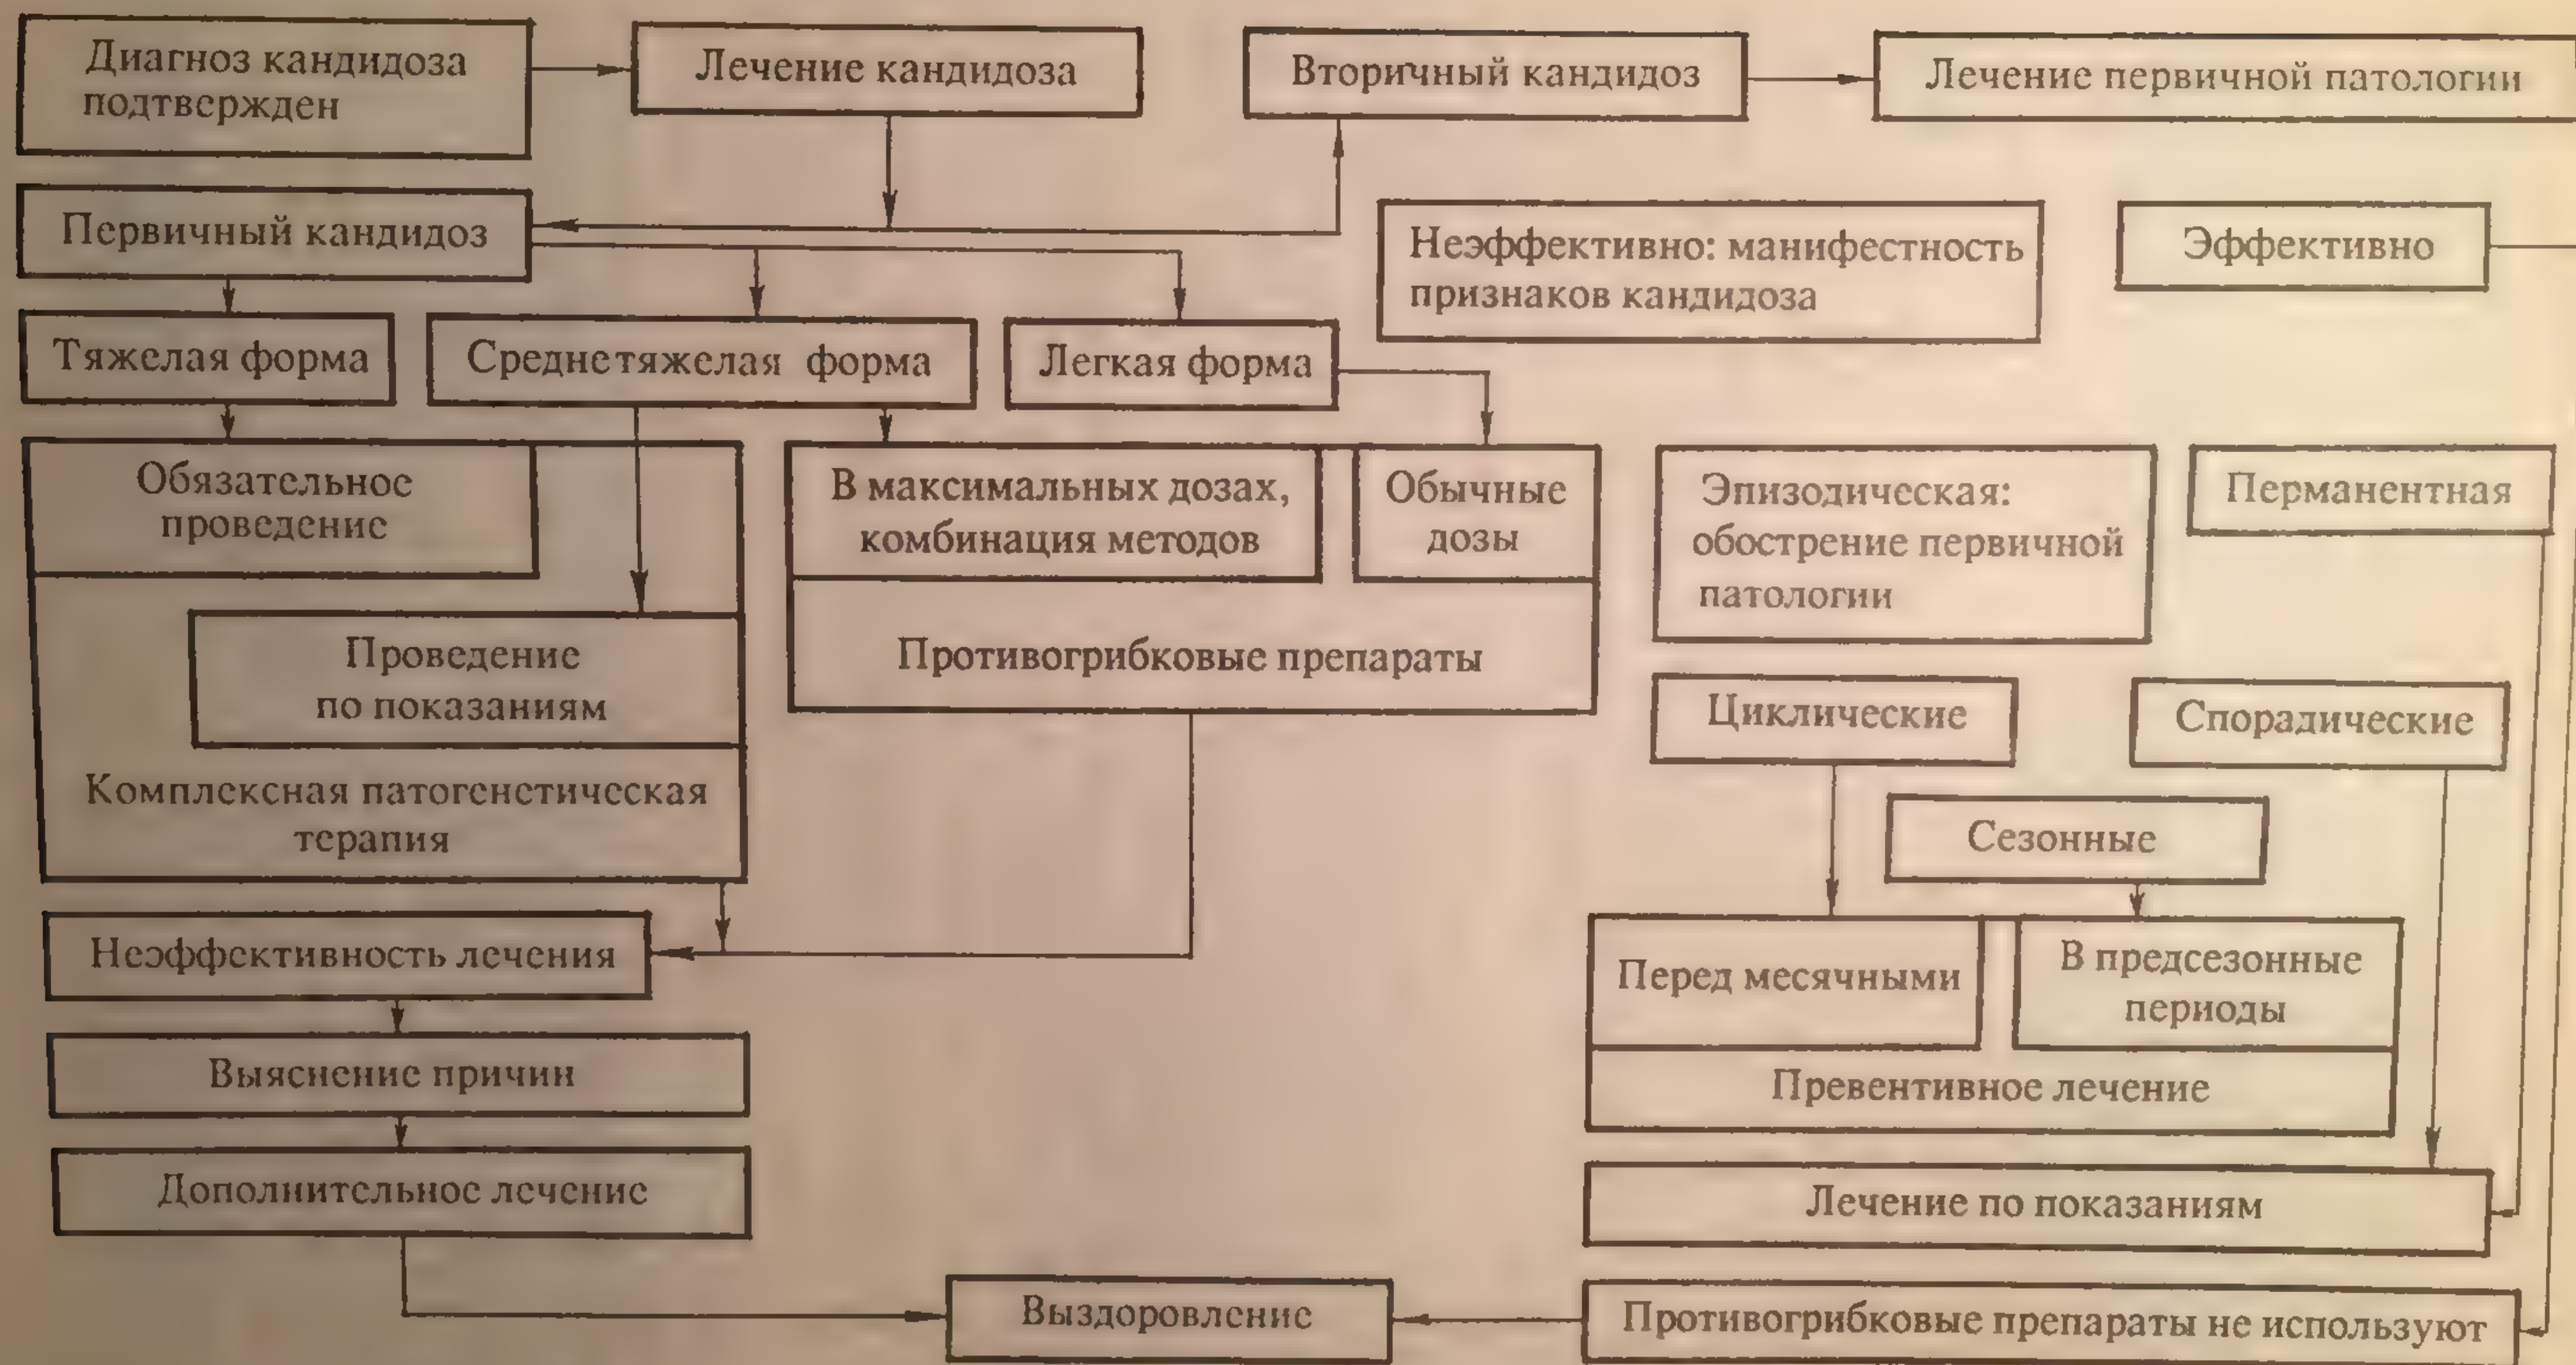 Диагноз кандидоза
подтвержден
Лечение кандидоза
Вторичный кандидоз
Лечение первичной патологии
Первичный кандидоз
Неэффективно: манифестность
признаков кандидоза
Эффективно
Тяжелая форма
Среднетяжелая форма
Легкая форма
Обязательное
проведение
В максимальных дозах,
комбинация методов
Обычные
дозы
Эпизодическая:
обострение первичной
патологии
Перманентная
Проведение
по показаниям
Противогрибковые препараты
Циклические
Спорадические
Комплексная патогенетическая
терапия
Сезонные
Неэффективность лечения
Перед месячными
В предсезонные
периоды
Выяснение причин
Превентивное лечение
Дополнительное лечение
Лечение по показаниям
Выздоровление
Противогрибковые препараты не используют